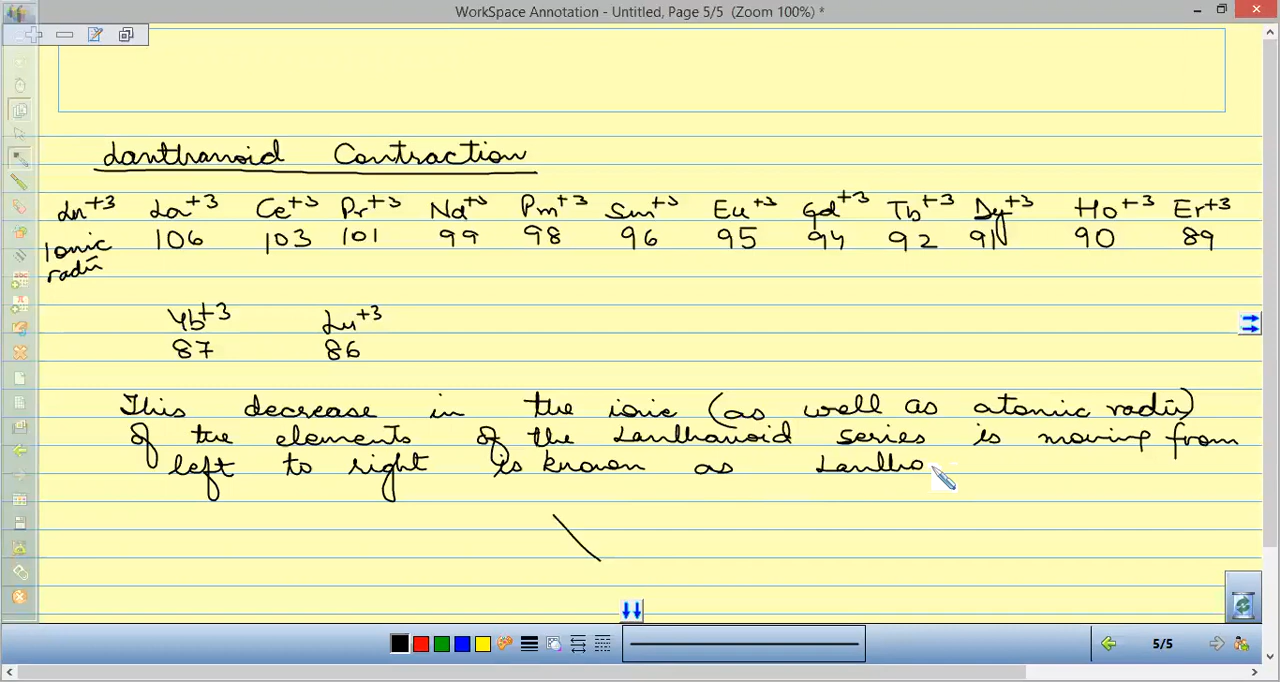 WorkSpace Annotation - Untitled, Page 5/5 (Zoom 100%) *
Lanthanoid Contraction
Ln+3 La+3 Ce+3 Pr+3 Nd+3 Pm+3 Sm+3 Eu+3 Gd+3 Tb+3 Dy+3 Ho+3 Er+3
Ionic 106 103 101 99 98 96 95 94 92 91 90 89
radii
Yb+3 Lu+3
87 86
This decrease in the ionic (as well as atomic radii)
of the elements of the Lanthanoid series is moving from
left to right is known as Lantha
5/5